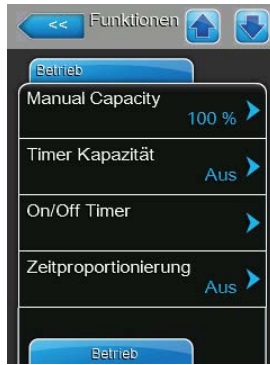 << Funktionen
Betrieb
Manual Capacity
100 %
Timer Kapazität
Aus
On/Off Timer
Zeitproportionierung
Aus
Betrieb